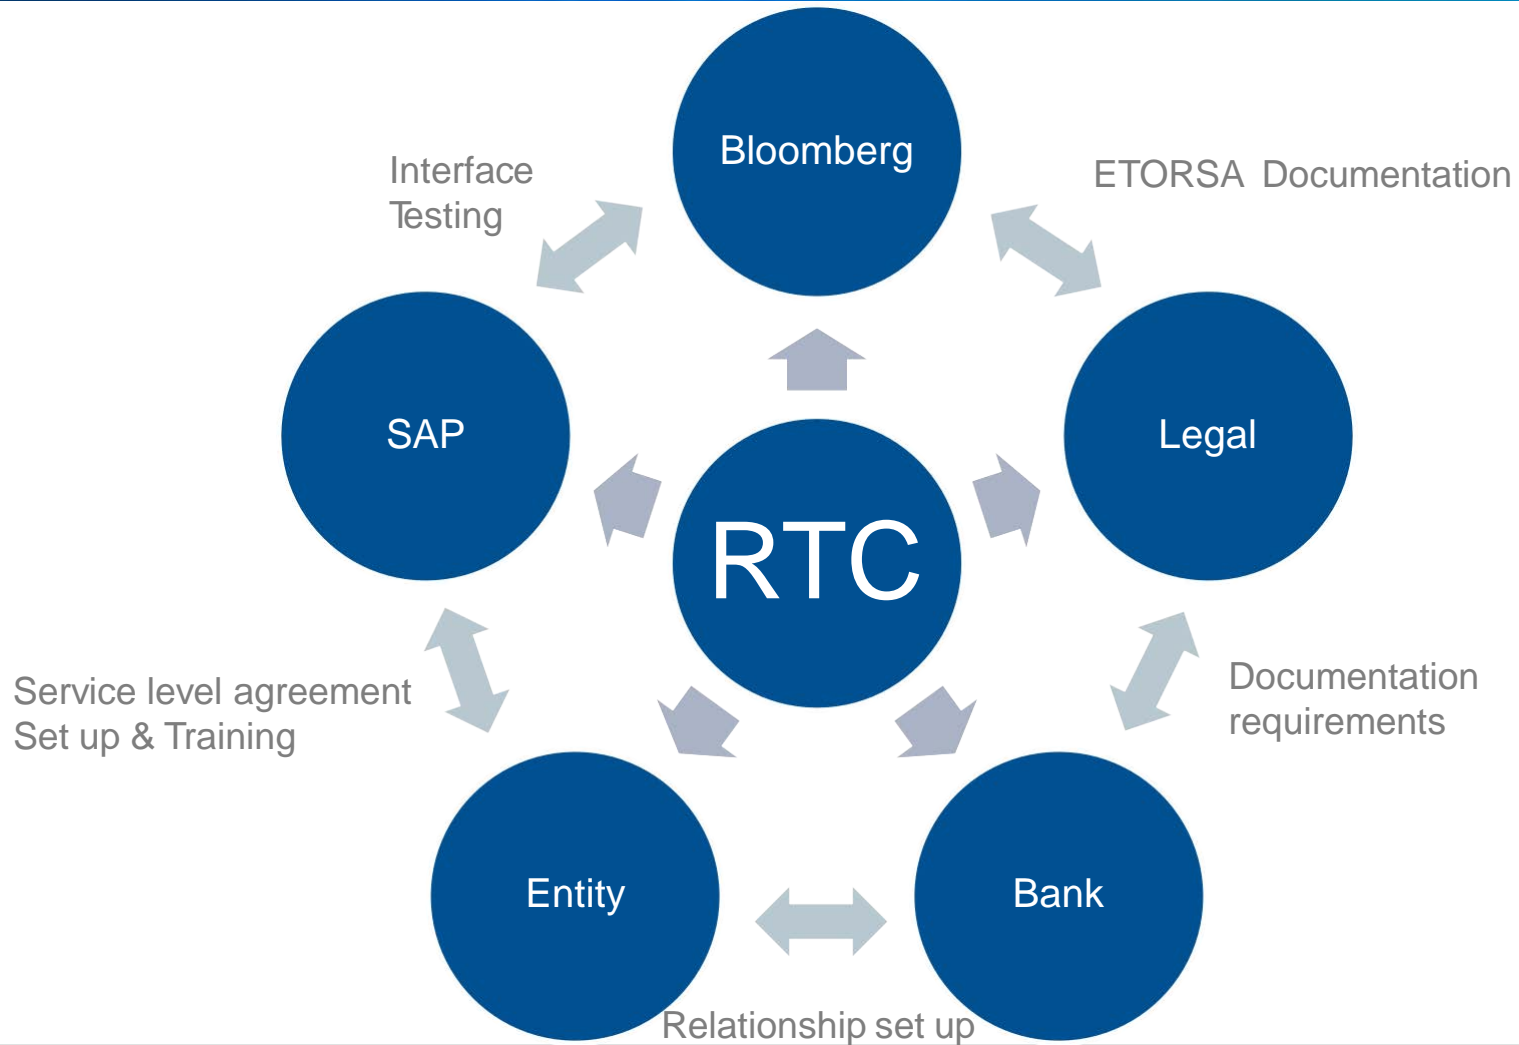 Bloomberg
Interface
Testing
ETORSA Documentation
SAP
Legal
RTC
Service level agreement
Set up & Training
Documentation
requirements
Entity
Bank
Relationship set up